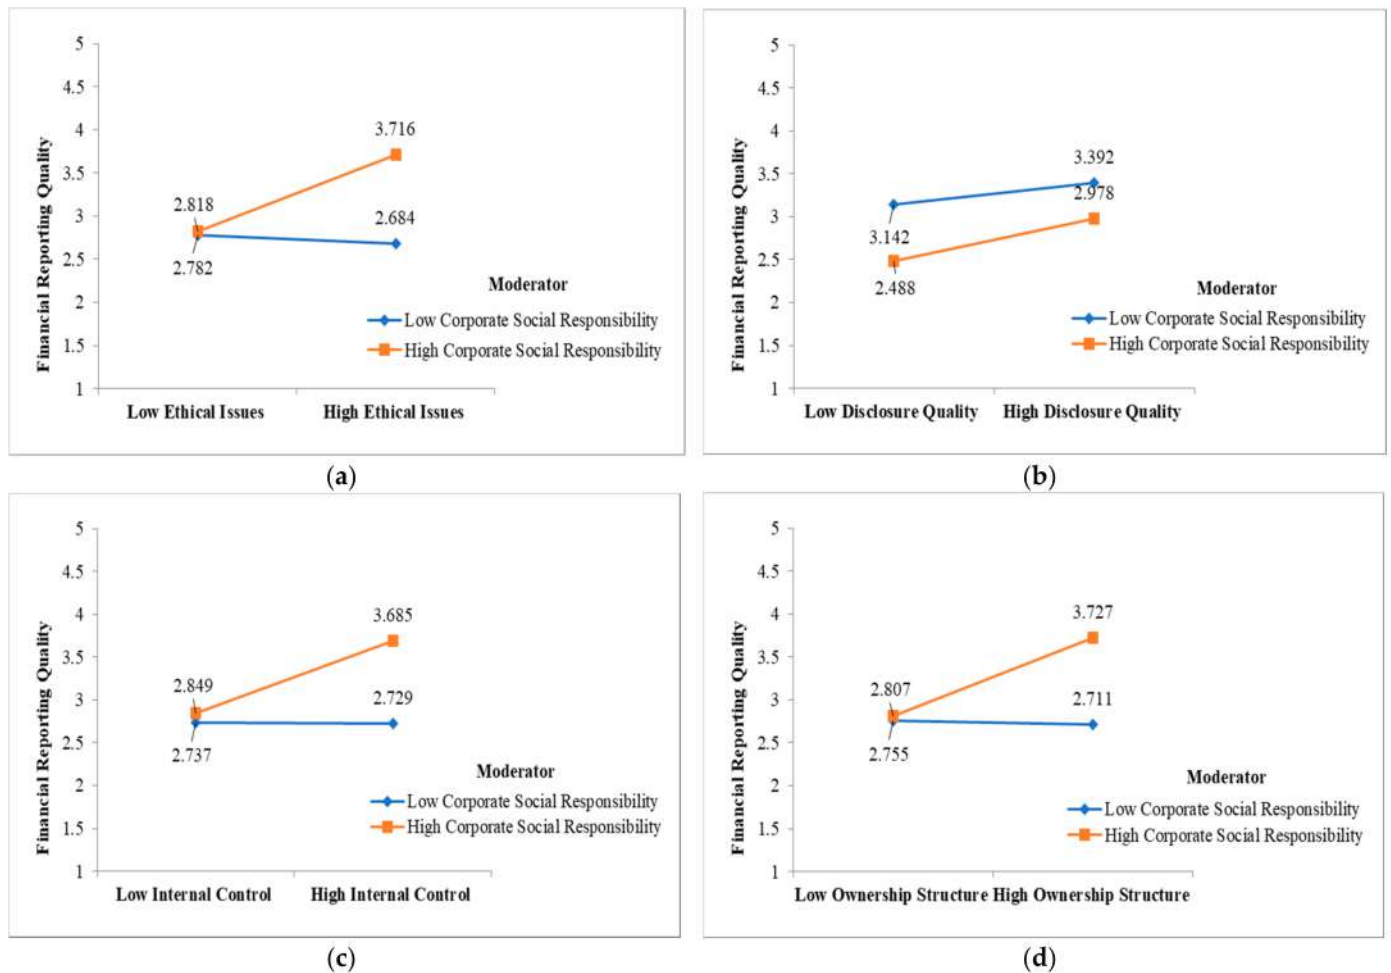 Financial Reporting Quality
5
4.5
4
3.5
3
2.5
2
1.5
1
3.716
2.818
2.684
2.782
Moderator
Low Corporate Social Responsibility
High Corporate Social Responsibility
Low Ethical Issues High Ethical Issues
(a)
Financial Reporting Quality
5
4.5
4
3.5
3
2.5
2
1.5
1
3.392
2.978
3.142
2.488
Moderator
Low Corporate Social Responsibility
High Corporate Social Responsibility
Low Disclosure Quality High Disclosure Quality
(b)
Financial Reporting Quality
5
4.5
4
3.5
3
2.5
2
1.5
1
3.685
2.849
2.729
2.737
Moderator
Low Corporate Social Responsibility
High Corporate Social Responsibility
Low Internal Control High Internal Control
(c)
Financial Reporting Quality
5
4.5
4
3.5
3
2.5
2
1.5
1
3.727
2.807
2.711
2.755
Moderator
Low Corporate Social Responsibility
High Corporate Social Responsibility
Low Ownership Structure High Ownership Structure
(d)